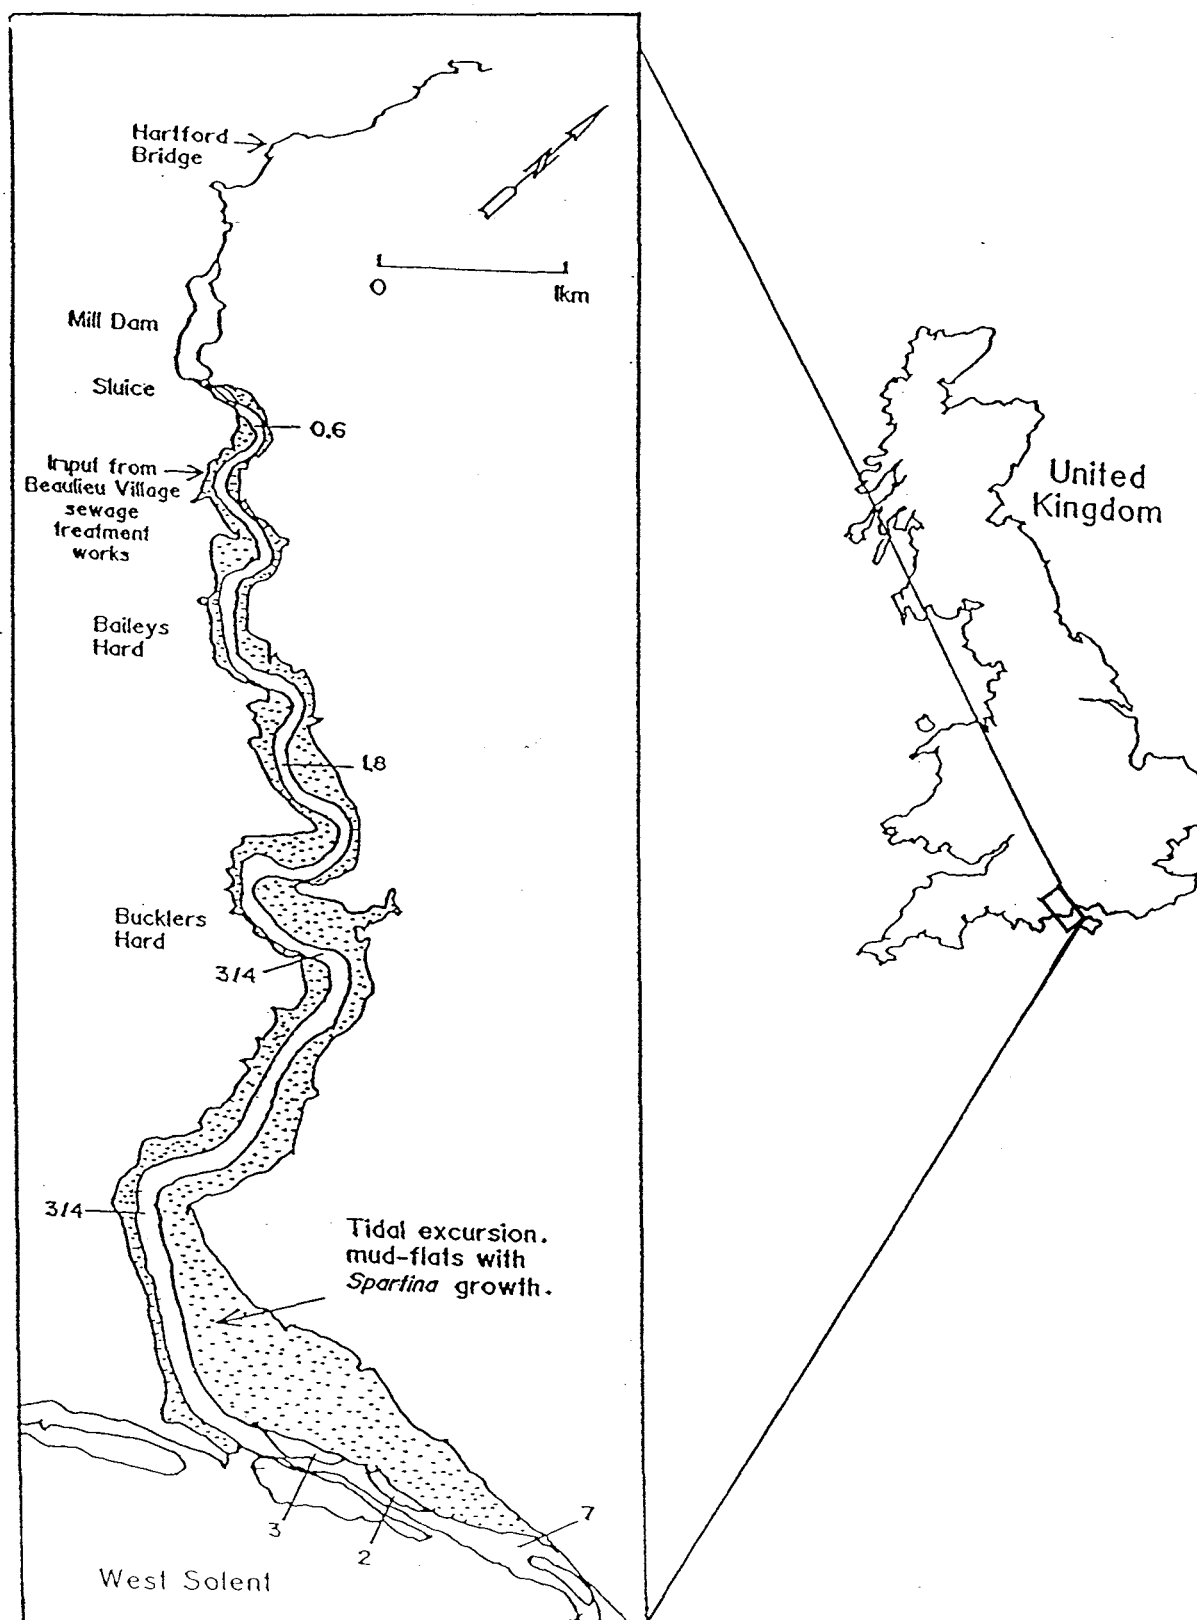 Hartford
Bridge
N
0
1km
Mill Dam
Sluice
0.6
Input from
Beaulieu Village
sewage
treatment
works
Baileys
Hard
1.8
Bucklers
Hard
3/4
3/4
Tidal excursion.
mud-flats with
Spartina growth.
3
2
7
West Solent
United
Kingdom